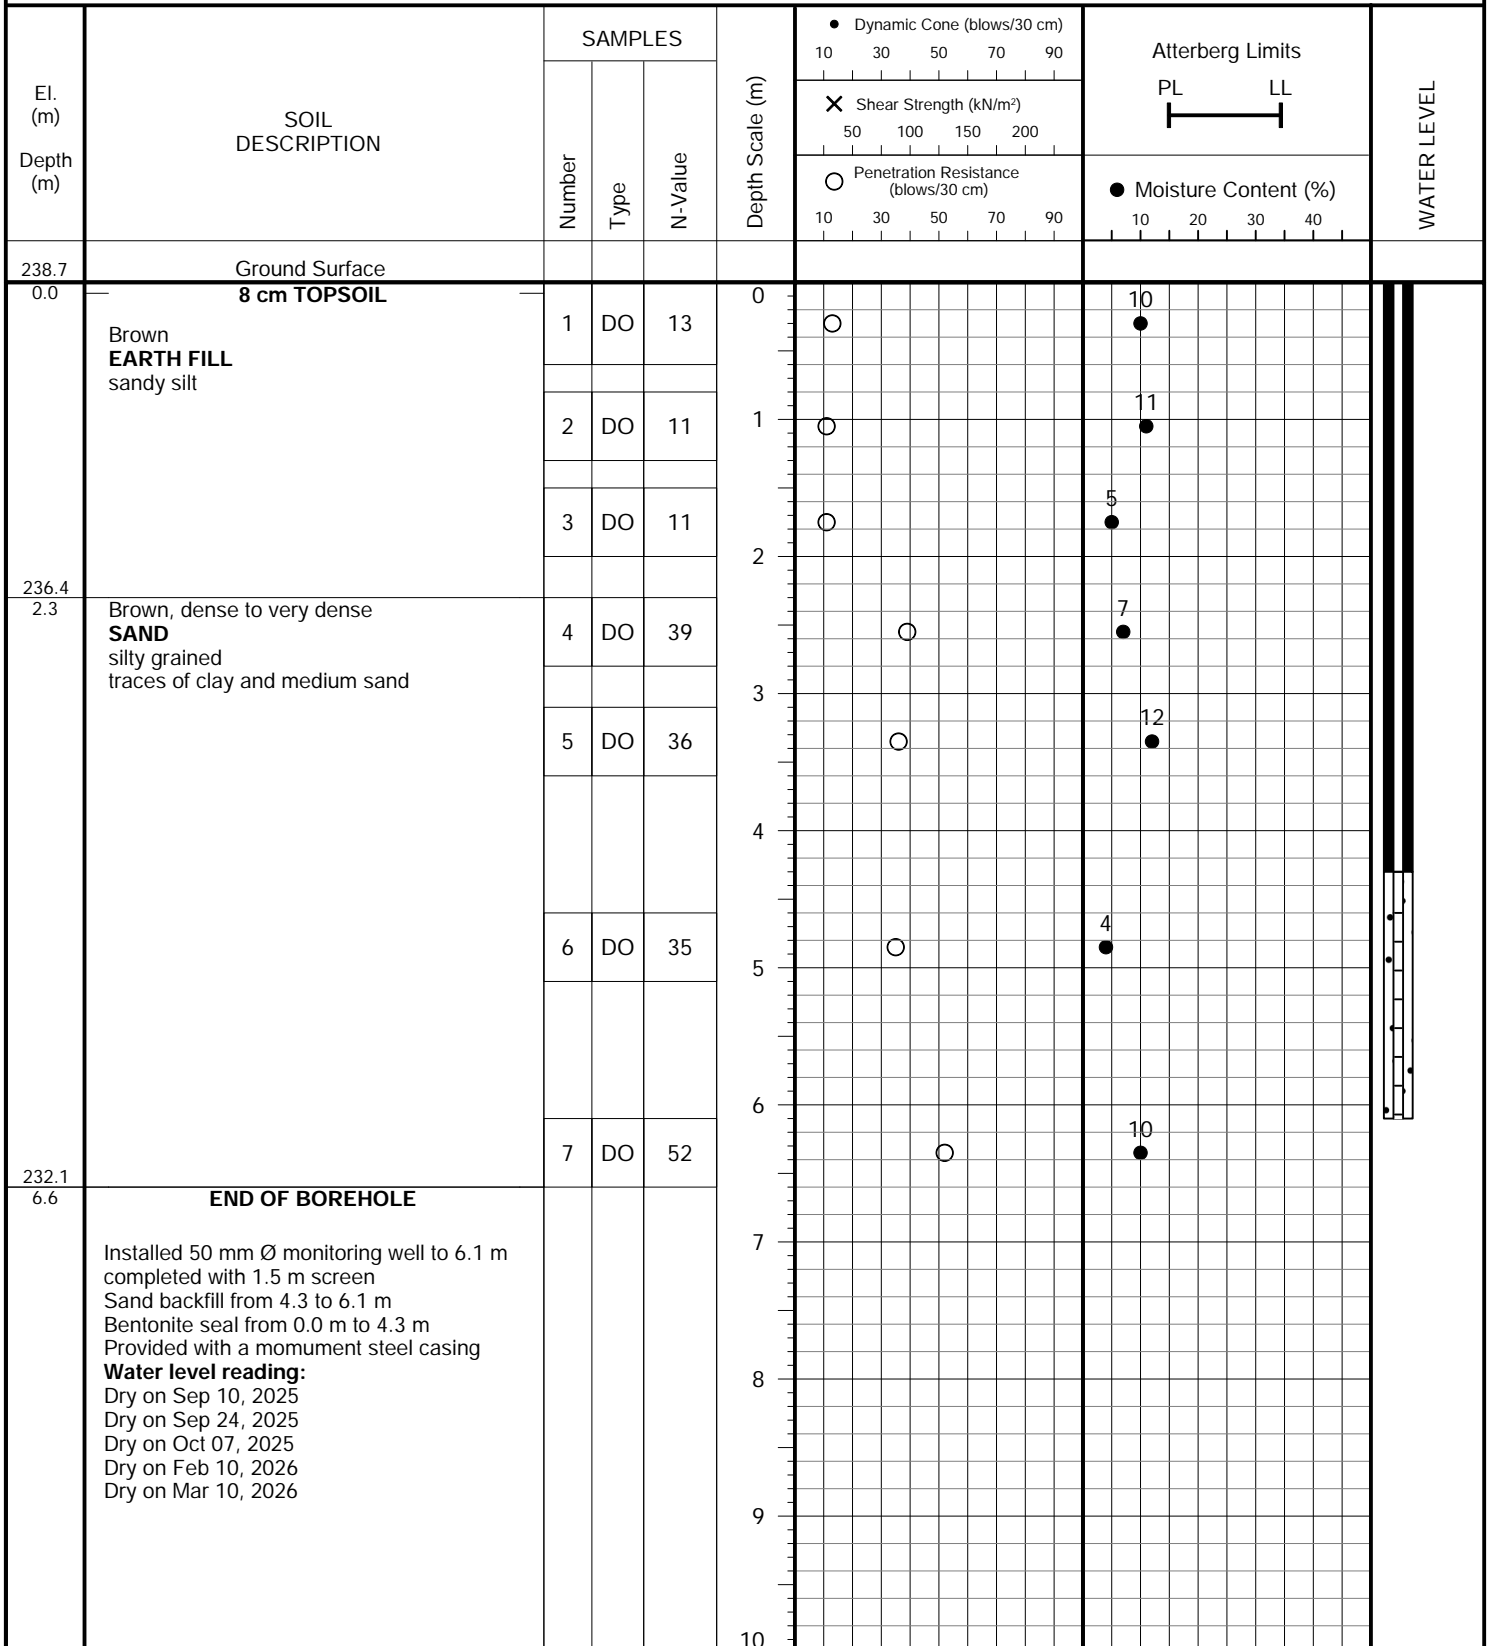 El.
(m)
Depth
(m)
SOIL
DESCRIPTION
SAMPLES
Number
Type
N-Value
Depth Scale (m)
Dynamic Cone (blows/30 cm)
10 30 50 70 90
Shear Strength (kN/m²)
50 100 150 200
Penetration Resistance
(blows/30 cm)
10 30 50 70 90
Atterberg Limits
PL LL
Moisture Content (%)
10 20 30 40
WATER LEVEL
238.7 Ground Surface
0.0 8 cm TOPSOIL 0
10
1 DO 13
Brown
EARTH FILL
sandy silt
11
1
2 DO 11
5
3 DO 11
2
236.4
2.3 Brown, dense to very dense 7
SAND 4 DO 39
silty grained
traces of clay and medium sand
3
12
5 DO 36
4
4
6 DO 35
5
6
10
7 DO 52
232.1
6.6 END OF BOREHOLE
7
Installed 50 mm Ø monitoring well to 6.1 m
completed with 1.5 m screen
Sand backfill from 4.3 to 6.1 m
Bentonite seal from 0.0 m to 4.3 m
Provided with a momument steel casing
Water level reading:
8
Dry on Sep 10, 2025
Dry on Sep 24, 2025
Dry on Oct 07, 2025
Dry on Feb 10, 2026
Dry on Mar 10, 2026
9
10